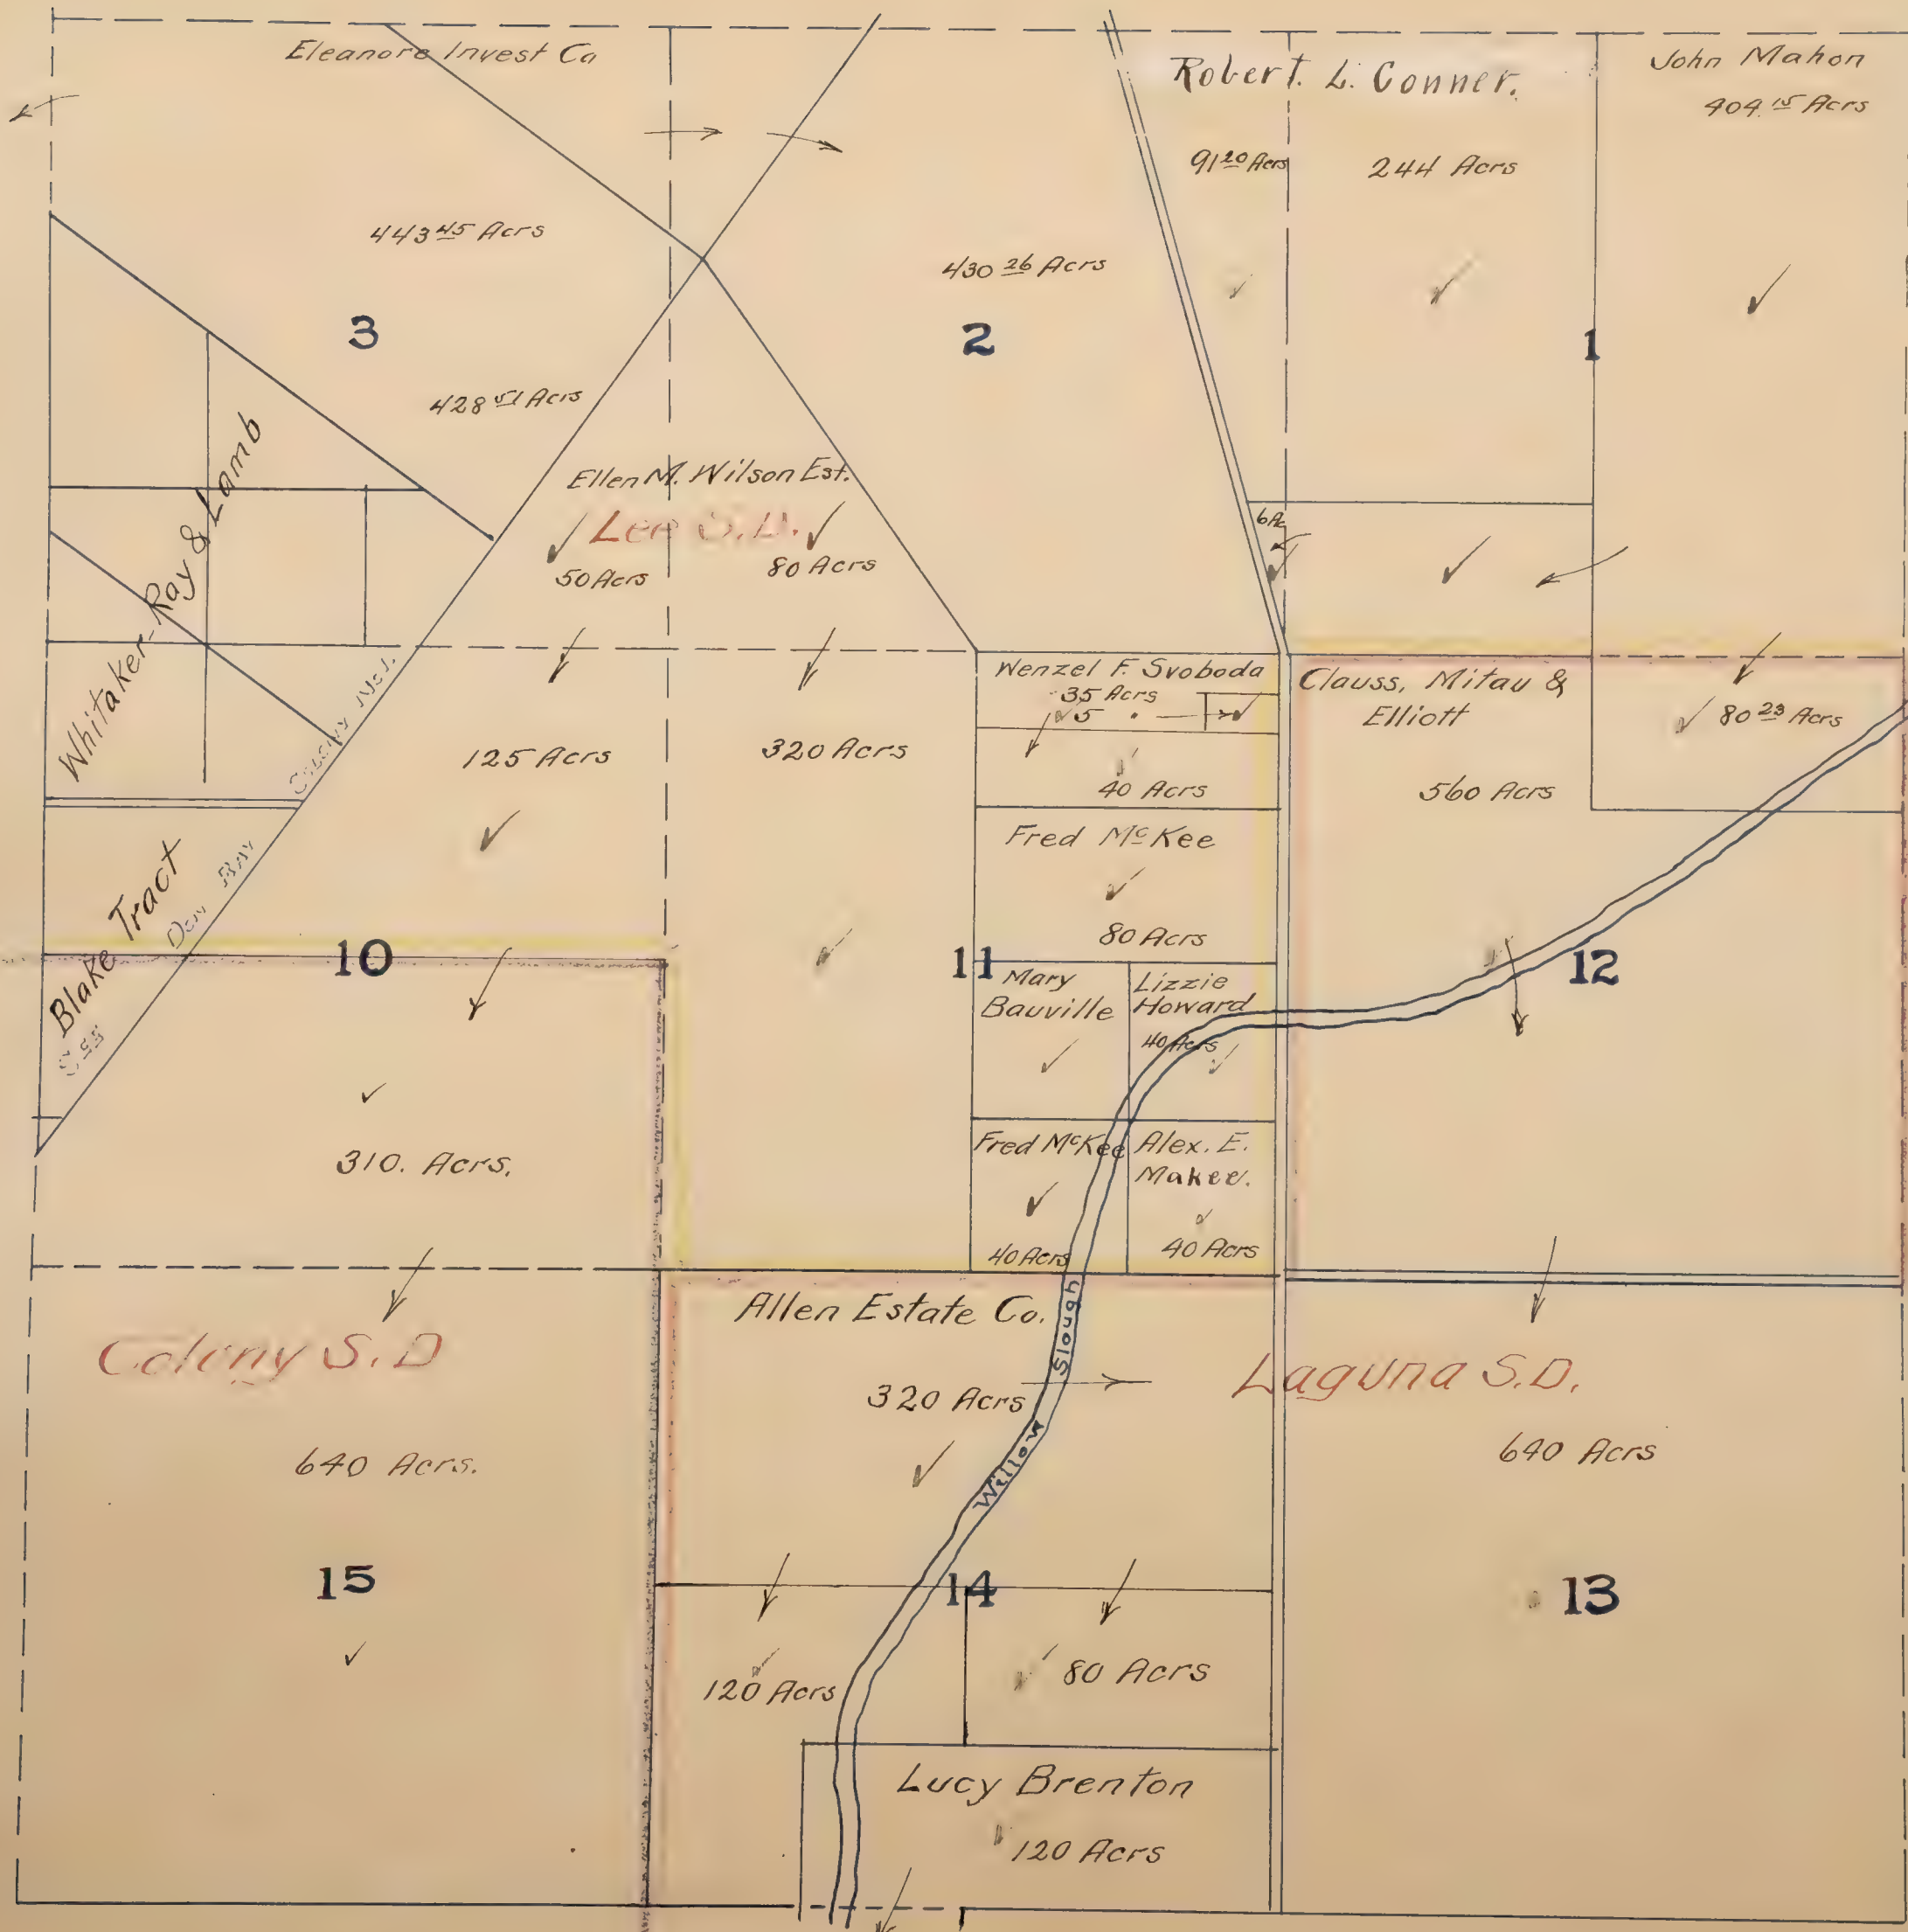 Eleanore Invest Co
Robert. L. Conner.
John Mahon
404.15 Acrs
91 20 Acrs
244 Acrs
443 45 Acrs
430 26 Acrs
3
2
1
428 51 Acrs
Whitaker-Ray & Lamb
Ellen M. Wilson Est.
Lee S.D.
50 Acrs
80 Acrs
6 Ac
Wenzel F. Svoboda
35 Acrs
5
40 Acrs
Clauss, Mitau &
Elliott
80 23 Acrs
560 Acrs
125 Acrs
320 Acrs
Fred McKee
80 Acrs
Blake Tract
Colony
10
11
12
Mary
Bauville
Lizzie
Howard
40 Acrs
310. Acrs.
Fred McKee
40 Acrs
Alex. E.
Makee.
40 Acrs
Allen Estate Co.
320 Acrs
Willow Slough
Colony S.D
640 Acrs.
Laguna S.D.
640 Acrs
15
14
13
120 Acrs
80 Acrs
Lucy Brenton
120 Acrs